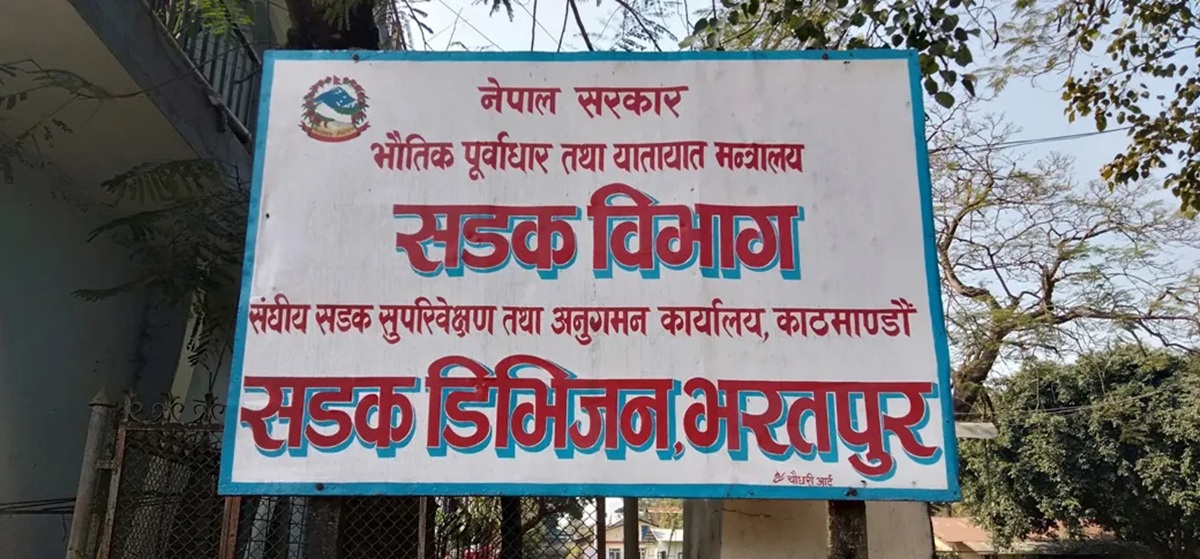 नेपाल सरकार
भौतिक पूर्वाधार तथा यातायात मन्त्रालय
सडक विभाग
संघीय सडक सुपरिवेक्षण तथा अनुगमन कार्यालय, काठमाण्डौं
सडक डिभिजन, भरतपुर
चौधरी आर्ट